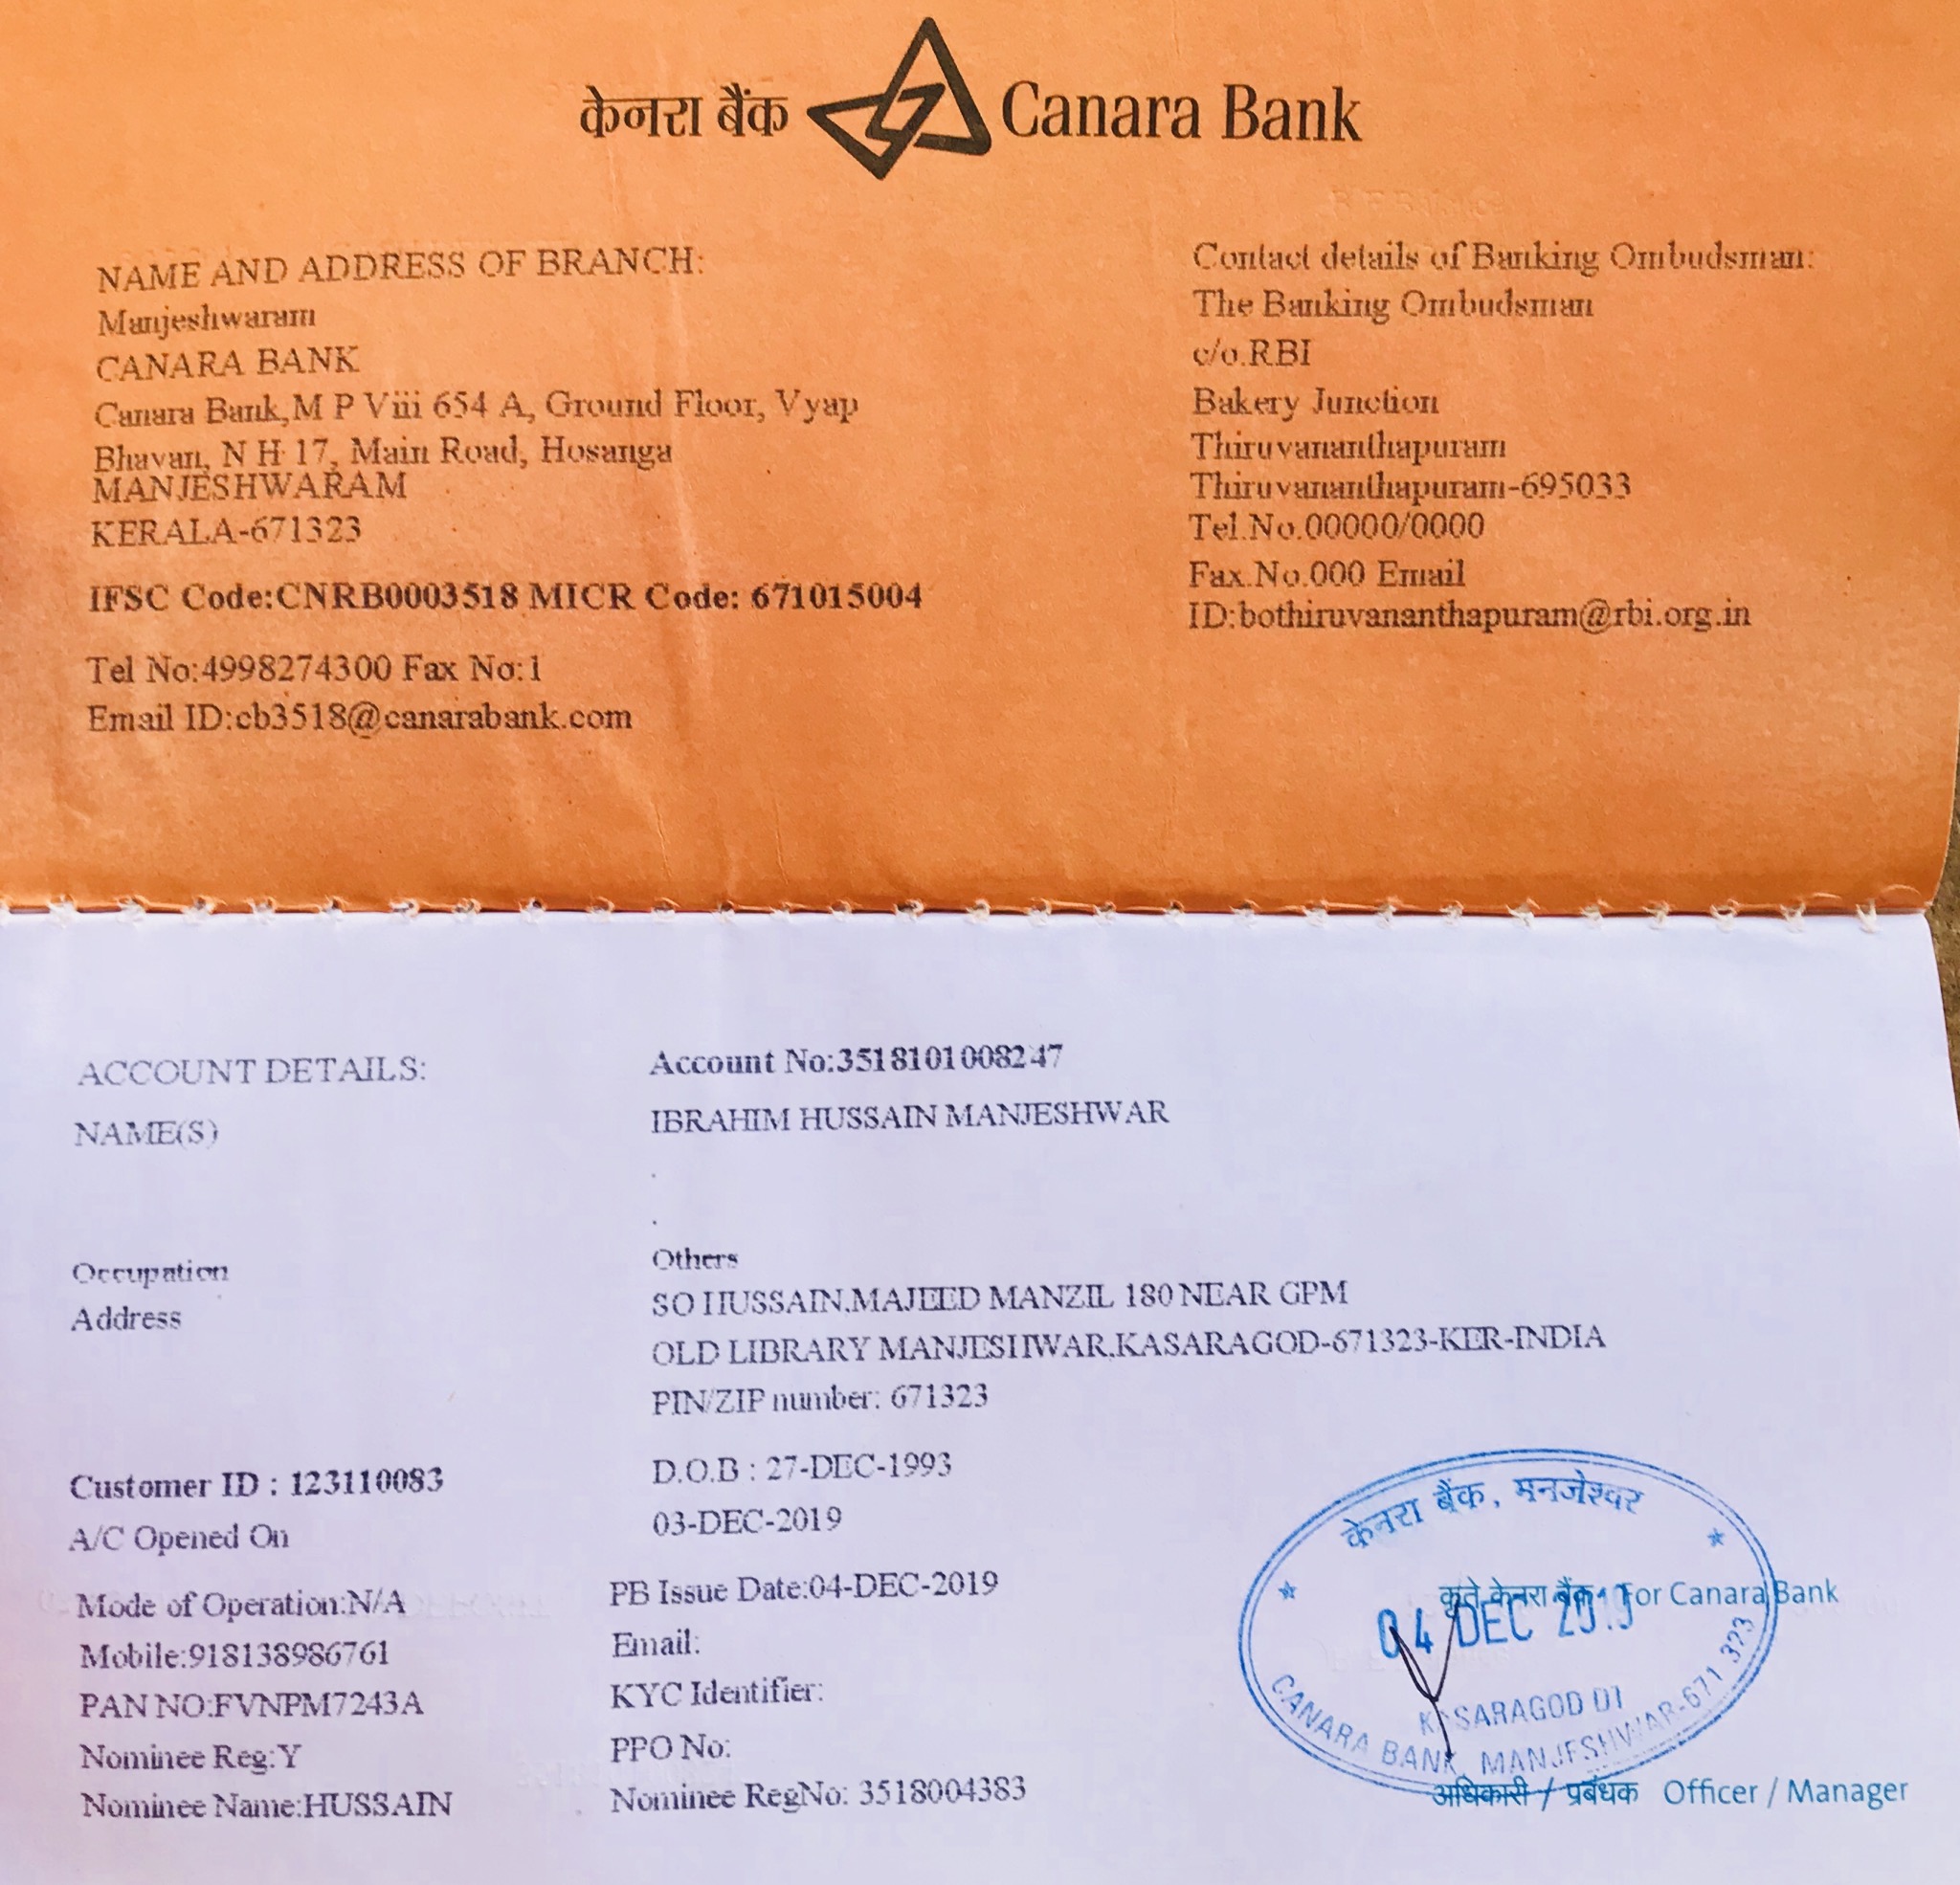 केनरा बैंक Canara Bank
NAME AND ADDRESS OF BRANCH:
Manjeshwaram
CANARA BANK
Canara Bank,M P Viii 654 A, Ground Floor, Vyap
Bhavan, N H 17, Main Road, Hosanga
MANJESHWARAM
KERALA-671323
IFSC Code:CNRB0003518 MICR Code: 671015004
Tel No:4998274300 Fax No:1
Email ID:cb3518@canarabank.com
Contact details of Banking Ombudsman:
The Banking Ombudsman
c/o.RBI
Bakery Junction
Thiruvananthapuram
Thiruvananthapuram-695033
Tel.No.00000/0000
Fax.No.000 Email
ID:bothiruvananthapuram@rbi.org.in
ACCOUNT DETAILS: Account No:3518101008247
NAME(S) IBRAHIM HUSSAIN MANJESHWAR
.
.
Occupation Others
Address SO HUSSAIN,MAJEED MANZIL 180 NEAR GPM
OLD LIBRARY MANJESHWAR,KASARAGOD-671323-KER-INDIA
PIN/ZIP number: 671323
Customer ID : 123110083 D.O.B : 27-DEC-1993
A/C Opened On 03-DEC-2019
Mode of Operation:N/A PB Issue Date:04-DEC-2019
Mobile:918138986761 Email:
PAN NO:FVNPM7243A KYC Identifier:
Nominee Reg:Y PPO No:
Nominee Name:HUSSAIN Nominee RegNo: 3518004383
केनरा बैंक, मनजेश्वर
कृते केनरा बैंक For Canara Bank
04 DEC 2019
KASARAGOD DT
CANARA BANK, MANJESHWAR-671 323
अधिकारी / प्रबंधक Officer / Manager